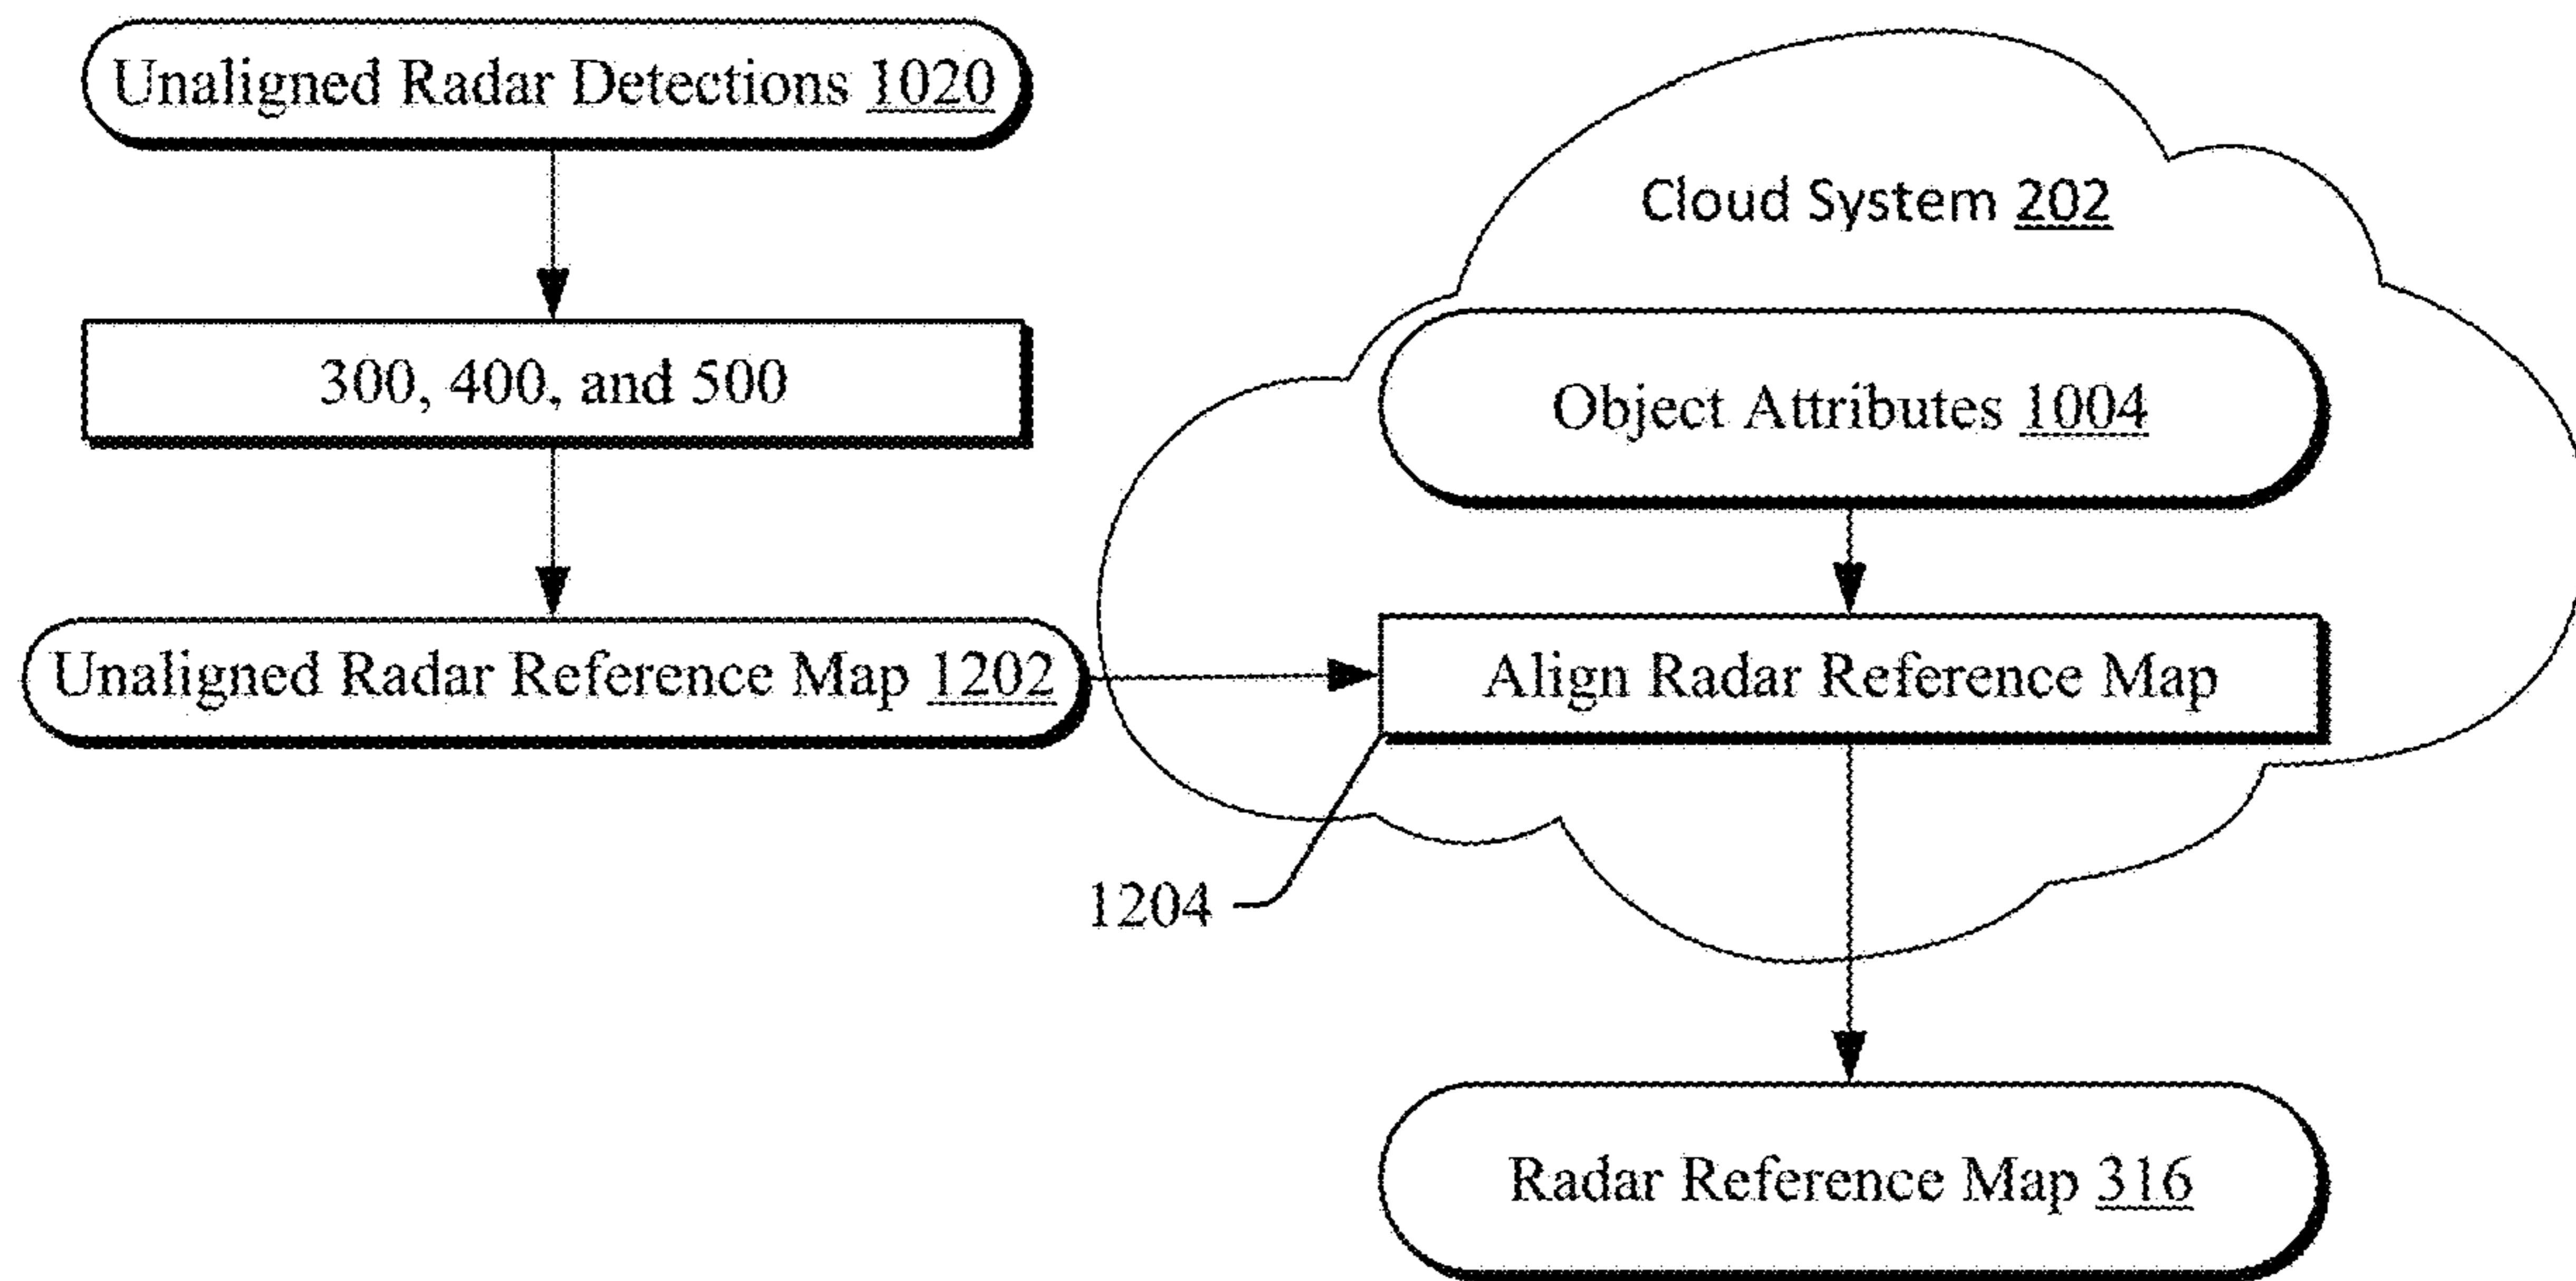 Unaligned Radar Detections 1020
300, 400, and 500
Unaligned Radar Reference Map 1202
Cloud System 202
Object Attributes 1004
Align Radar Reference Map
1204
Radar Reference Map 316